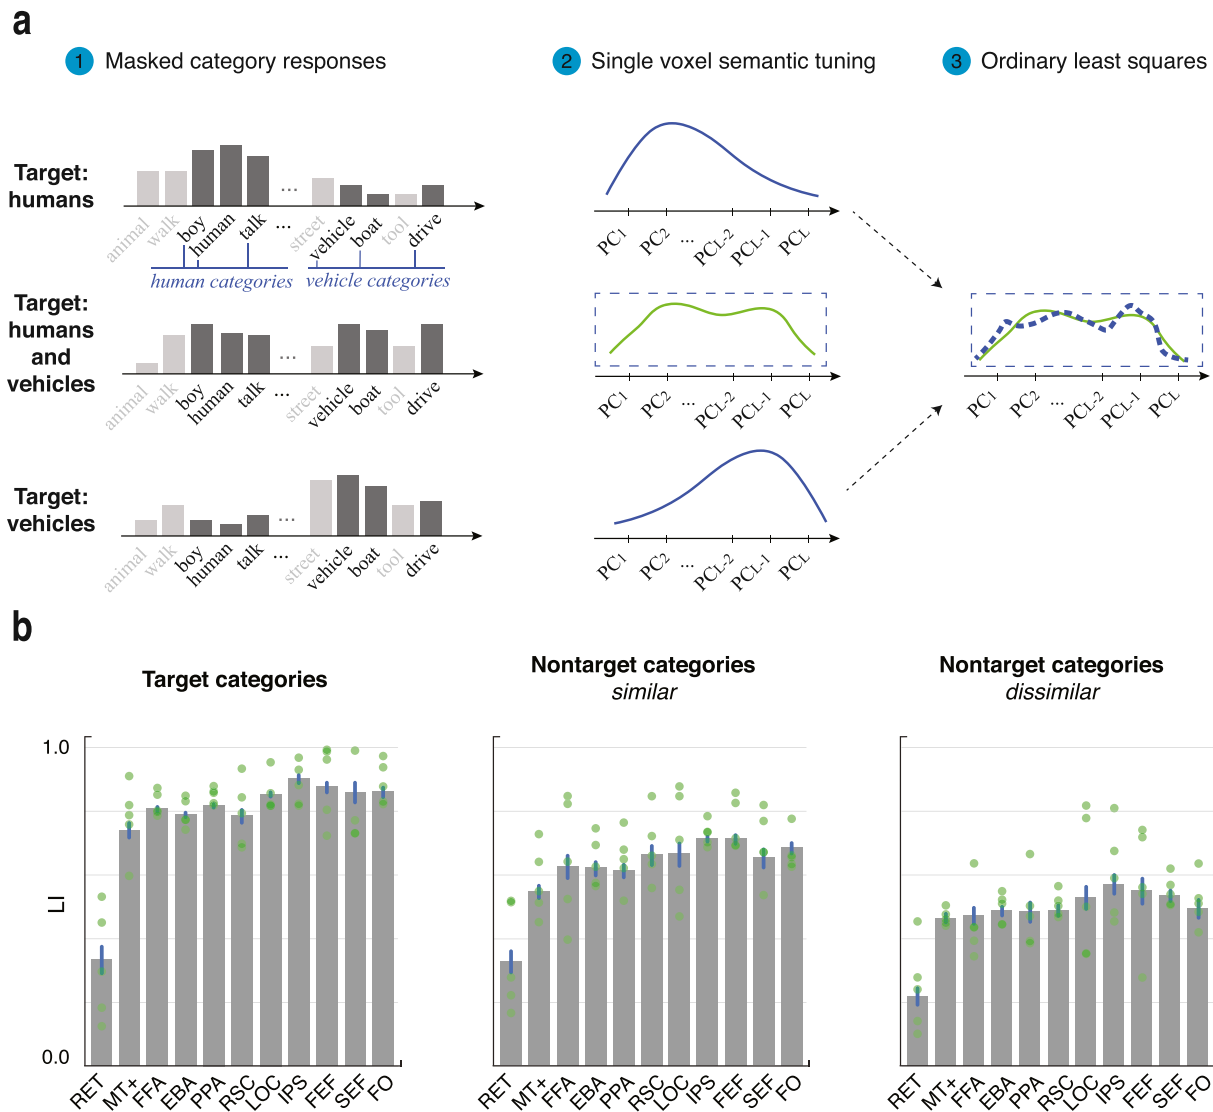 a
1 Masked category responses
2 Single voxel semantic tuning
3 Ordinary least squares
Target:
humans
animal walk boy human talk ... street vehicle boat tool drive
human categories vehicle categories
PC1 PC2 ... PCL-2 PCL-1 PCL
Target:
humans
and
vehicles
animal walk boy human talk ... street vehicle boat tool drive
PC1 PC2 ... PCL-2 PCL-1 PCL
PC1 PC2 ... PCL-2 PCL-1 PCL
Target:
vehicles
animal walk boy human talk ... street vehicle boat tool drive
PC1 PC2 ... PCL-2 PCL-1 PCL
b
Target categories
Nontarget categories
similar
Nontarget categories
dissimilar
1.0
LI
0.0
RET MT+ FFA EBA PPA RSC LOC IPS FEF SEF FO
RET MT+ FFA EBA PPA RSC LOC IPS FEF SEF FO
RET MT+ FFA EBA PPA RSC LOC IPS FEF SEF FO